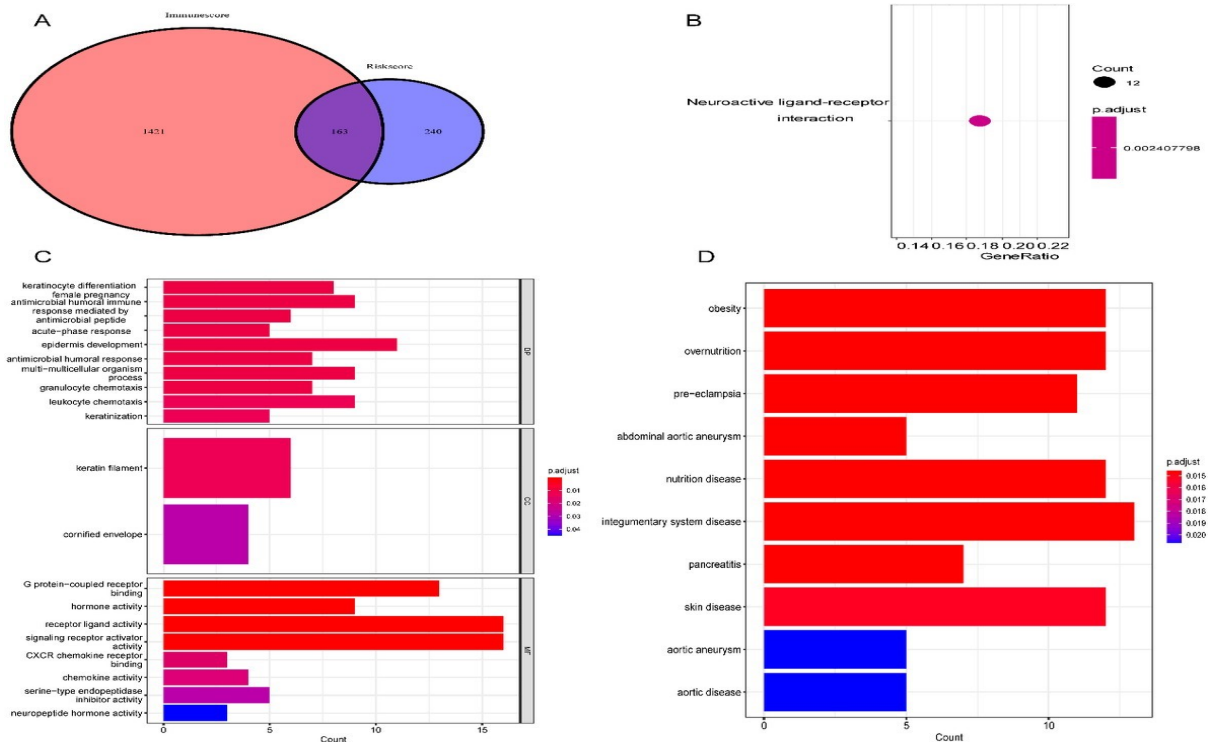 A
Immunescore
Riskscore
1421
163
240
B
Neuroactive ligand-receptor
interaction
Count
12
p.adjust
0.002407798
0.14 0.16 0.18 0.20 0.22
GeneRatio
C
keratinocyte differentiation
female pregnancy
antimicrobial humoral immune
response mediated by
antimicrobial peptide
acute-phase response
epidermis development
antimicrobial humoral response
multi-multicellular organism
process
granulocyte chemotaxis
leukocyte chemotaxis
keratinization
keratin filament
cornified envelope
CC
G protein-coupled receptor
binding
hormone activity
receptor ligand activity
signaling receptor activator
activity
CXCR chemokine receptor
binding
chemokine activity
serine-type endopeptidase
inhibitor activity
neuropeptide hormone activity
0 5 10 15
Count
p.adjust
0.01
0.02
0.03
0.04
D
obesity
overnutrition
pre-eclampsia
abdominal aortic aneurysm
nutrition disease
integumentary system disease
pancreatitis
skin disease
aortic aneurysm
aortic disease
0 5 10
Count
p.adjust
0.015
0.016
0.017
0.018
0.019
0.020